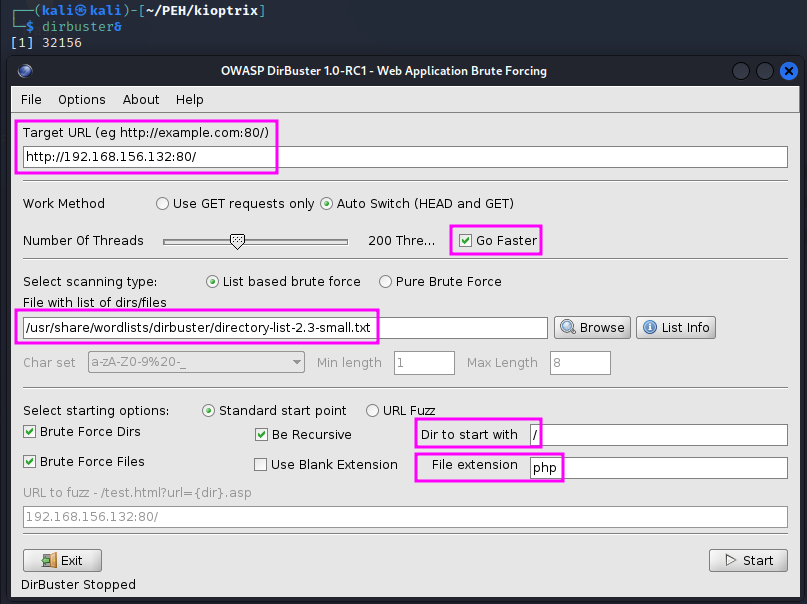 (kali㉿kali)-[~/PEH/kioptrix]
$ dirbuster&
[1] 32156
OWASP DirBuster 1.0-RC1 - Web Application Brute Forcing
File Options About Help
Target URL (eg http://example.com:80/)
http://192.168.156.132:80/
Work Method Use GET requests only Auto Switch (HEAD and GET)
Number Of Threads 200 Thre... Go Faster
Select scanning type: List based brute force Pure Brute Force
File with list of dirs/files
/usr/share/wordlists/dirbuster/directory-list-2.3-small.txt Browse List Info
Char set a-zA-Z0-9%20-_ Min length 1 Max Length 8
Select starting options: Standard start point URL Fuzz
Brute Force Dirs Be Recursive Dir to start with /
Brute Force Files Use Blank Extension File extension php
URL to fuzz - /test.html?url={dir}.asp
192.168.156.132:80/
Exit Start
DirBuster Stopped